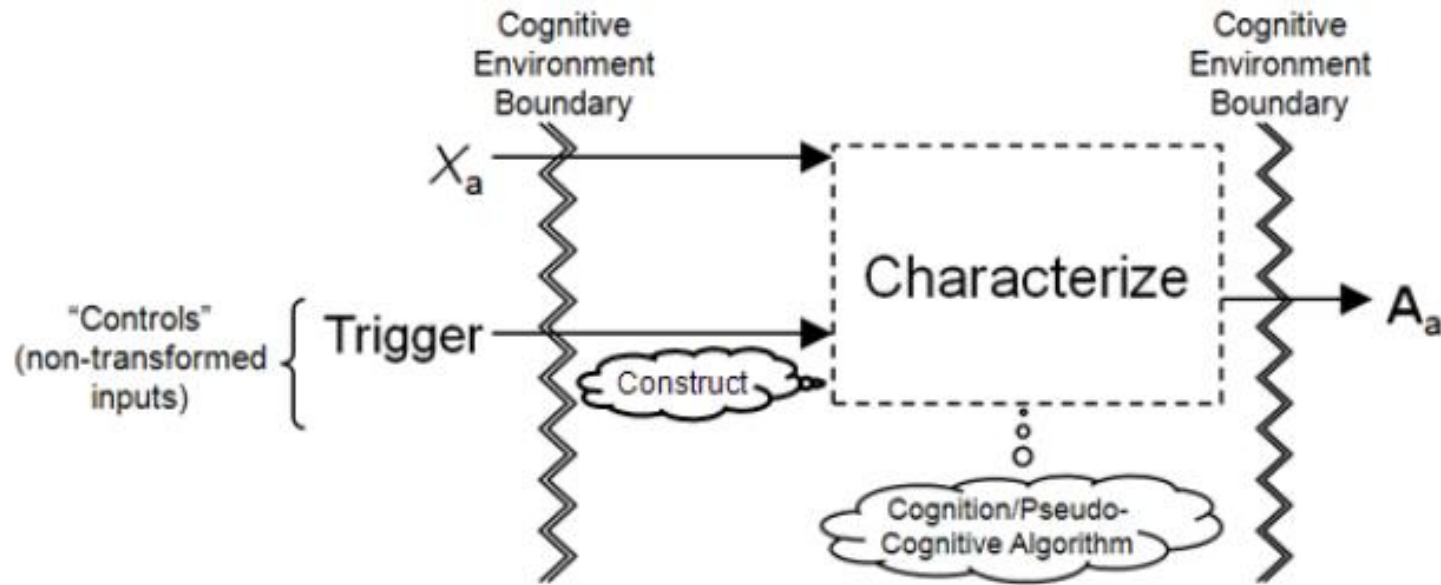 Cognitive
Environment
Boundary
Cognitive
Environment
Boundary
Xa
Characterize
Aa
“Controls”
(non-transformed
inputs)
Trigger
Construct
Cognition/Pseudo-
Cognitive Algorithm